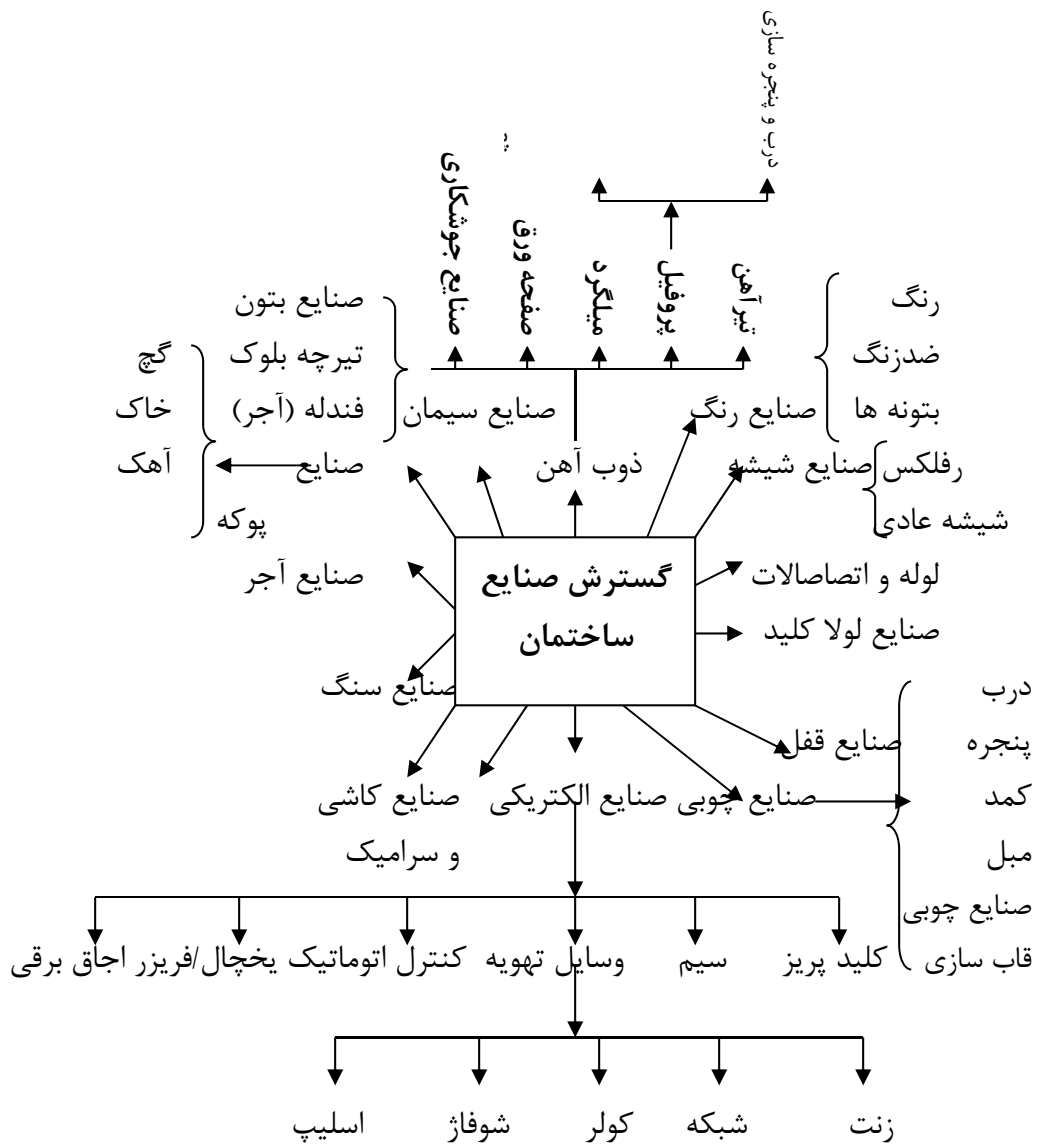 درب و پنجره سازی
صنایع جوشکاری
صفحه ورق
میلگرد
پروفیل
تیرآهن
صنایع بتون
رنگ
گچ
تیرچه بلوک
ضدزنگ
خاک
فندله (آجر)
صنایع سیمان
صنایع رنگ
بتونه ها
آهک
صنایع
ذوب آهن
صنایع شیشه
رفلکس
پوکه
شیشه عادی
گسترش صنایع
ساختمان
صنایع آجر
لوله و اتصاصالات
صنایع لولا کلید
صنایع سنگ
درب
صنایع قفل
پنجره
صنایع کاشی
و سرامیک
صنایع الکتریکی
صنایع چوبی
کمد
مبل
صنایع چوبی
قاب سازی
کلید پریز
سیم
وسایل تهویه
کنترل اتوماتیک
یخچال/فریزر
اجاق برقی
زنت
شبکه
کولر
شوفاژ
اسلیپ